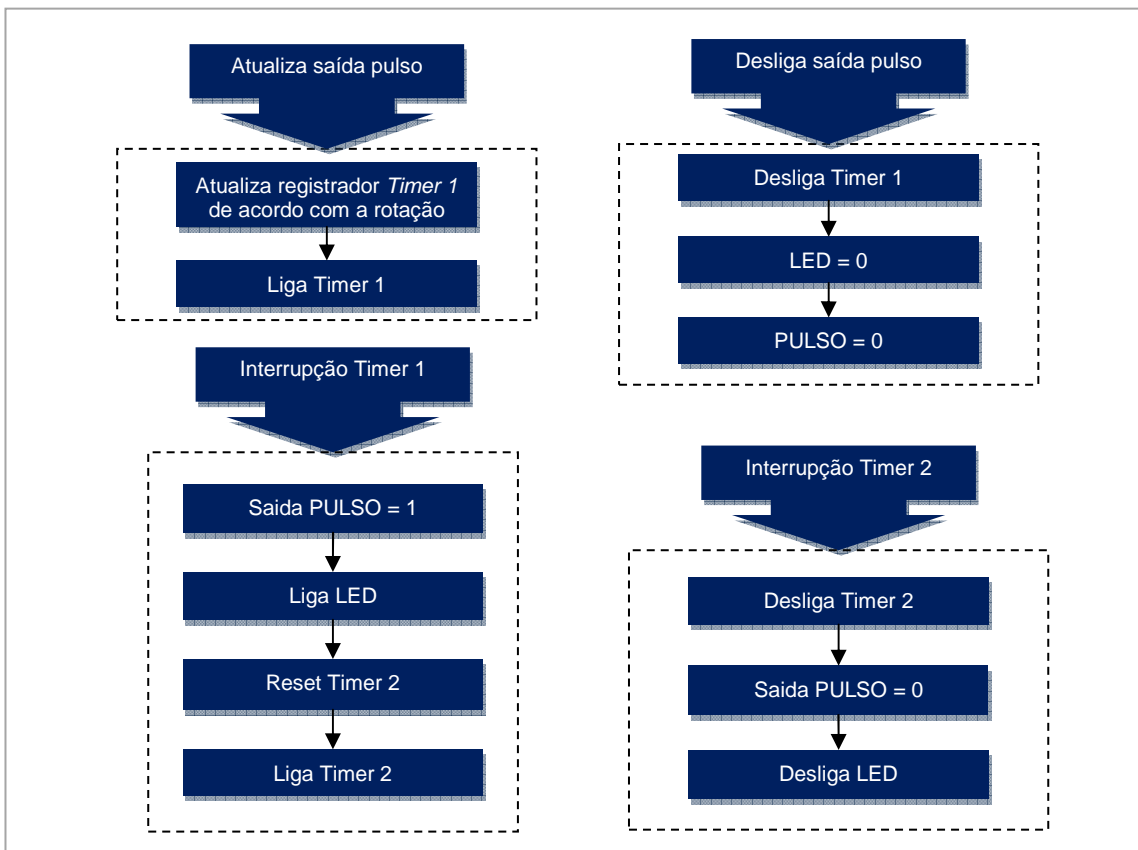 Atualiza saída pulso
Atualiza registrador Timer 1
de acordo com a rotação
Liga Timer 1
Interrupção Timer 1
Saida PULSO = 1
Liga LED
Reset Timer 2
Liga Timer 2
Desliga saída pulso
Desliga Timer 1
LED = 0
PULSO = 0
Interrupção Timer 2
Desliga Timer 2
Saida PULSO = 0
Desliga LED